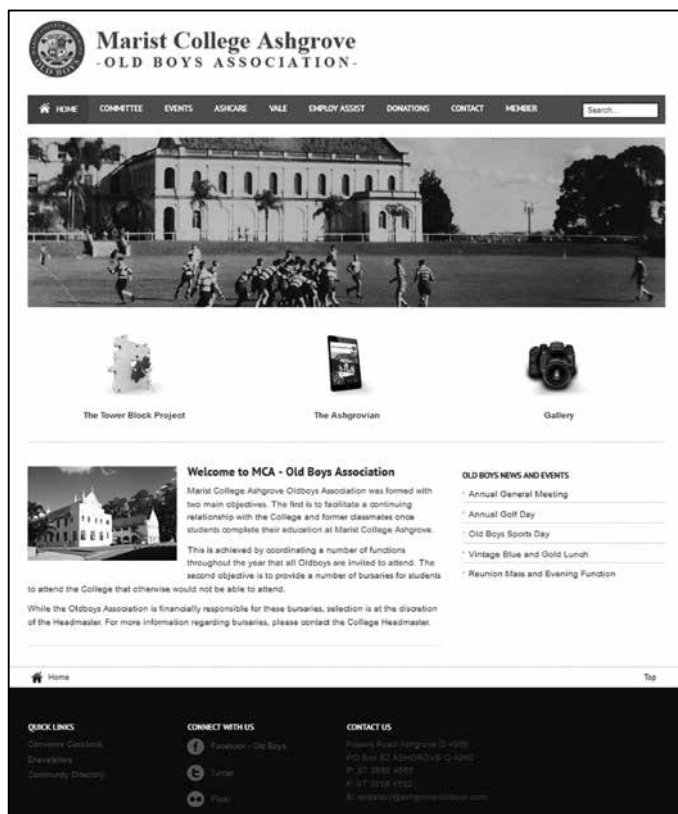 Marist College Ashgrove
-OLD BOYS ASSOCIATION-
OLD BOYS
HOME COMMITTEE EVENTS ASHCARE VALE EMPLOY ASSIST DONATIONS CONTACT MEMBER Search...
The Tower Block Project
The Ashgrovian
Gallery
Welcome to MCA - Old Boys Association
Marist College Ashgrove Oldboys Association was formed with
two main objectives. The first is to facilitate a continuing
relationship with the College and former classmates once
students complete their education at Marist College Ashgrove.
This is achieved by coordinating a number of functions
throughout the year that all Oldboys are invited to attend. The
second objective is to provide a number of bursaries for students
to attend the College that otherwise would not be able to attend.
While the Oldboys Association is financially responsible for these bursaries, selection is at the discretion
of the Headmaster. For more information regarding bursaries, please contact the College Headmaster.
OLD BOYS NEWS AND EVENTS
Annual General Meeting
Annual Golf Day
Old Boys Sports Day
Vintage Blue and Gold Lunch
Reunion Mass and Evening Function
Home
Top
QUICK LINKS
Community Directory
CONNECT WITH US
Facebook - Old Boys
Twitter
Flickr
CONTACT US
PO Box 82 ASHGROVE Q 4060